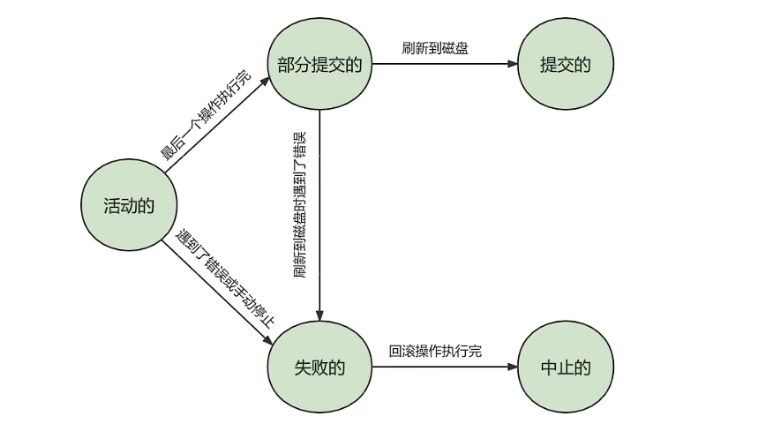 部分提交的
刷新到磁盘
提交的
最后一个操作执行完
刷新到磁盘时遇到了错误
活动的
遇到了错误或手动停止
失败的
回滚操作执行完
中止的